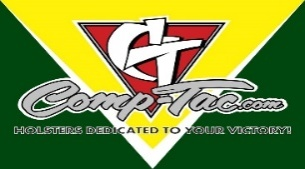 CT
Comp-Tac.com
HOLSTERS DEDICATED TO YOUR VICTORY!